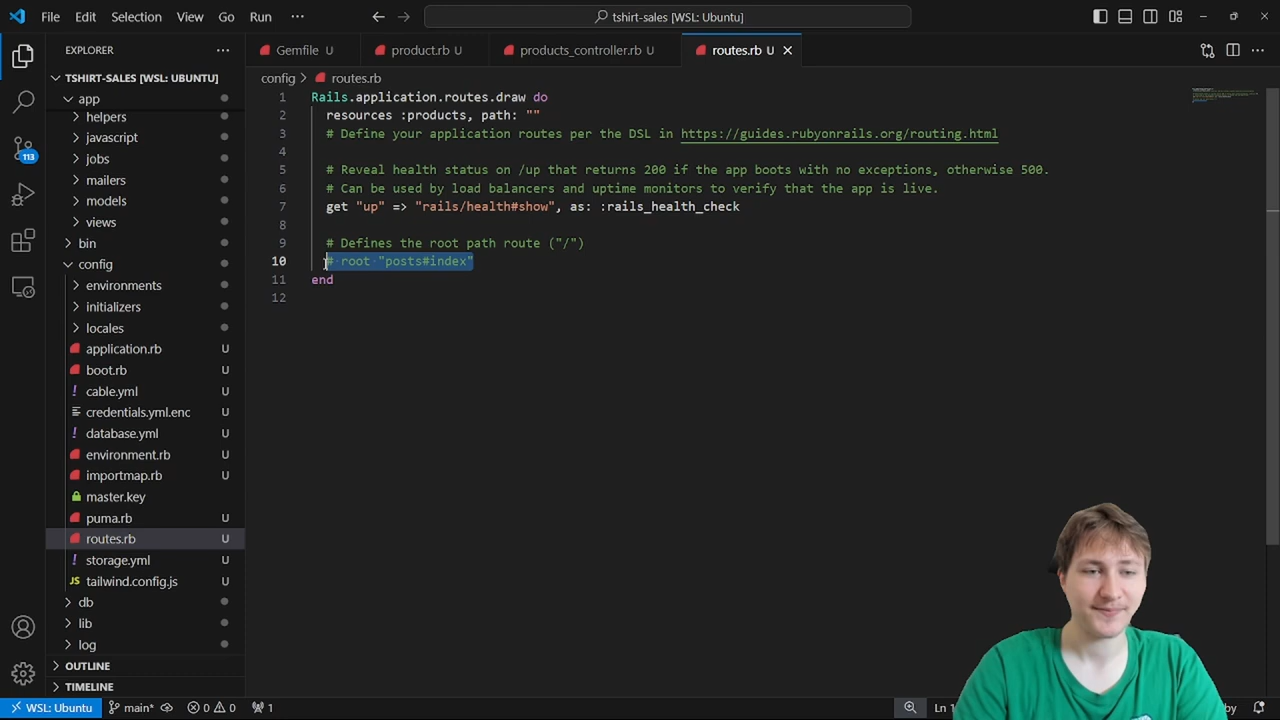 File Edit Selection View Go Run ··· tshirt-sales [WSL: Ubuntu]
EXPLORER ···
Gemfile U product.rb U products_controller.rb U routes.rb U
TSHIRT-SALES [WSL: UBUNTU]
config > routes.rb
app
helpers
javascript
jobs
mailers
models
views
bin
config
environments
initializers
locales
application.rb U
boot.rb U
cable.yml U
credentials.yml.enc U
database.yml U
environment.rb U
importmap.rb U
master.key
puma.rb U
routes.rb U
storage.yml U
JS tailwind.config.js U
db
lib
log
OUTLINE
TIMELINE
113
1 Rails.application.routes.draw do
2 resources :products, path: ""
3 # Define your application routes per the DSL in https://guides.rubyonrails.org/routing.html
4
5 # Reveal health status on /up that returns 200 if the app boots with no exceptions, otherwise 500.
6 # Can be used by load balancers and uptime monitors to verify that the app is live.
7 get "up" => "rails/health#show", as: :rails_health_check
8
9 # Defines the root path route ("/")
10 # root "posts#index"
11 end
12
WSL: Ubuntu main* 0 0 1